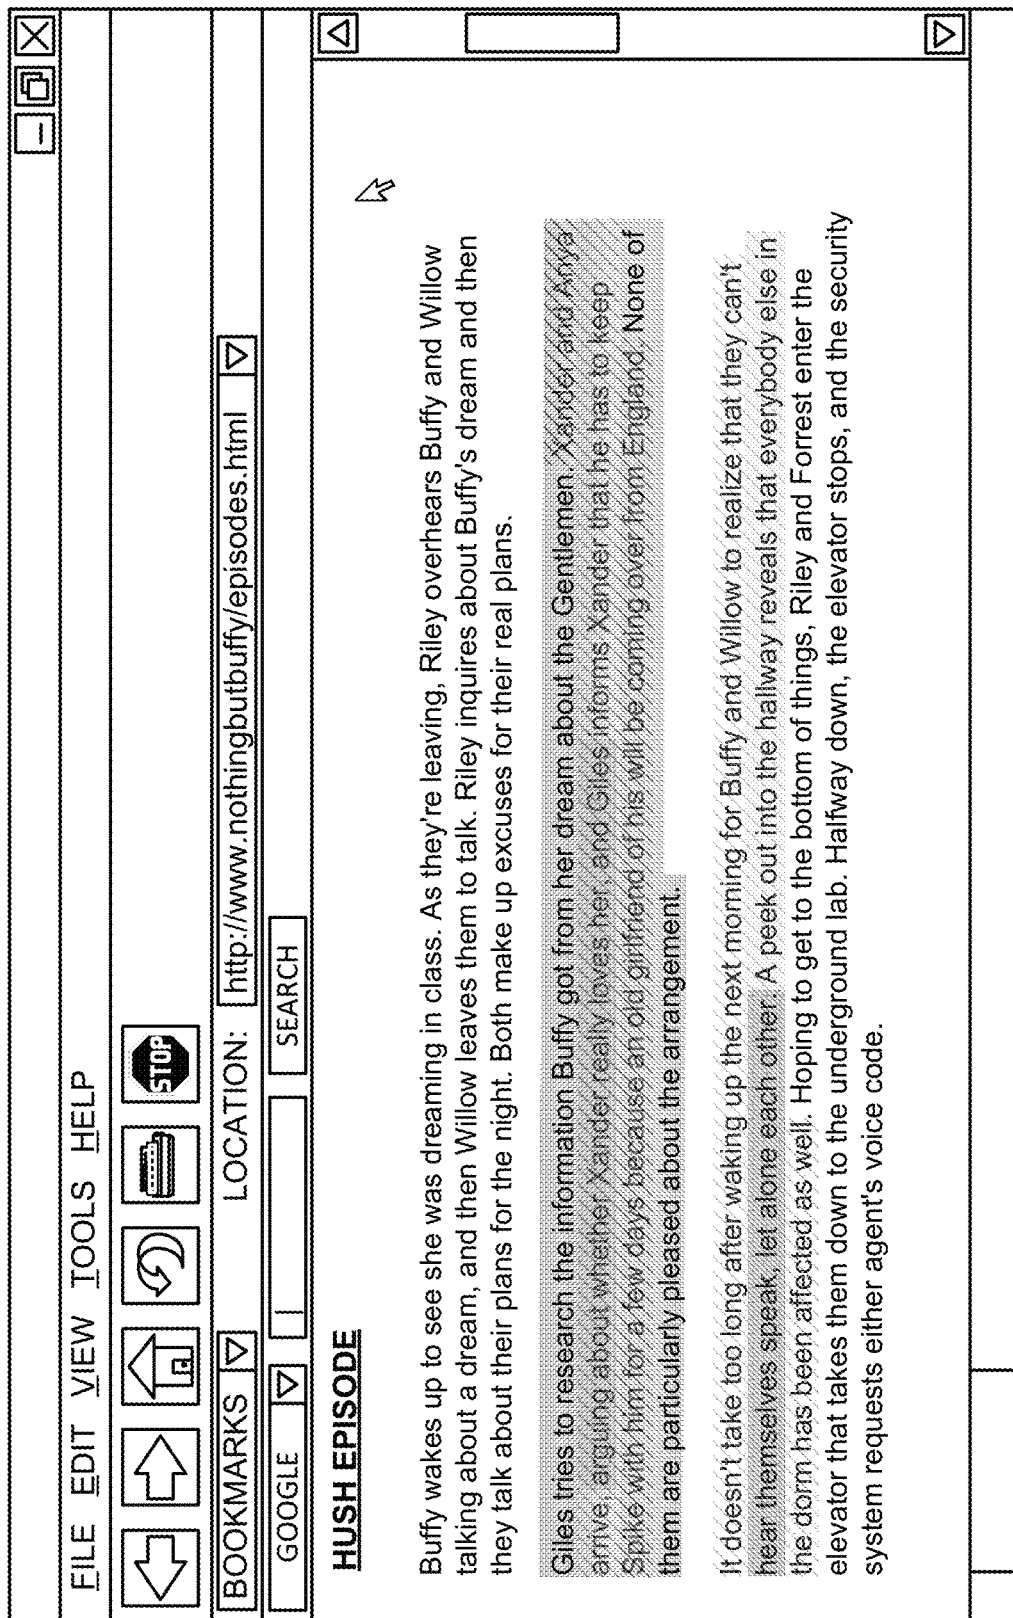 FILE EDIT VIEW TOOLS HELP
STOP
BOOKMARKS LOCATION: http://www.nothingbutbuffy/episodes.html
GOOGLE SEARCH
HUSH EPISODE
Buffy wakes up to see she was dreaming in class. As they're leaving, Riley overhears Buffy and Willow
talking about a dream, and then Willow leaves them to talk. Riley inquires about Buffy's dream and then
they talk about their plans for the night. Both make up excuses for their real plans.
Giles tries to research the information Buffy got from her dream about the Gentlemen. Xander and Anya
arrive, arguing about whether Xander really loves her, and Giles informs Xander that he has to keep
Spike with him for a few days because an old girlfriend of his will be coming over from England. None of
them are particularly pleased about the arrangement.
It doesn't take too long after waking up the next morning for Buffy and Willow to realize that they can't
hear themselves speak, let alone each other. A peek out into the hallway reveals that everybody else in
the dorm has been affected as well. Hoping to get to the bottom of things, Riley and Forrest enter the
elevator that takes them down to the underground lab. Halfway down, the elevator stops, and the security
system requests either agent's voice code.